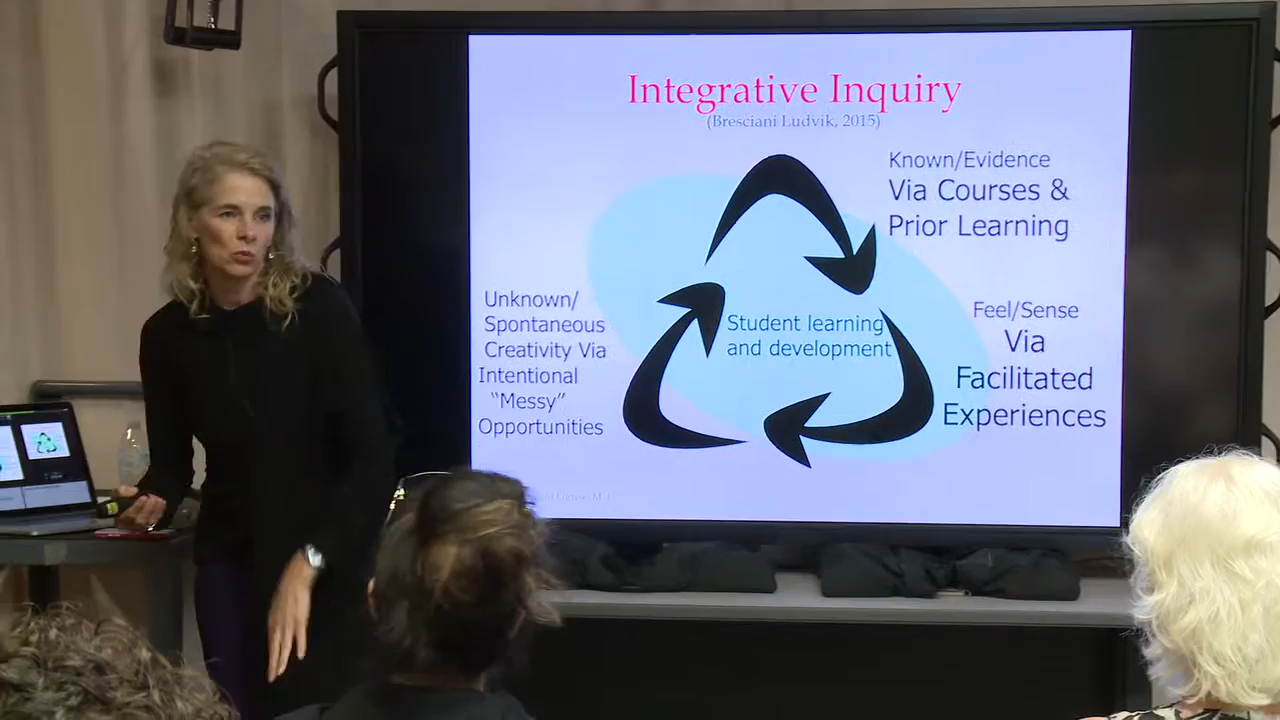 Integrative Inquiry
(Bresciani Ludvik, 2015)
Known/Evidence
Via Courses &
Prior Learning
Feel/Sense
Via
Facilitated
Experiences
Student learning
and development
Unknown/
Spontaneous
Creativity Via
Intentional
“Messy”
Opportunities